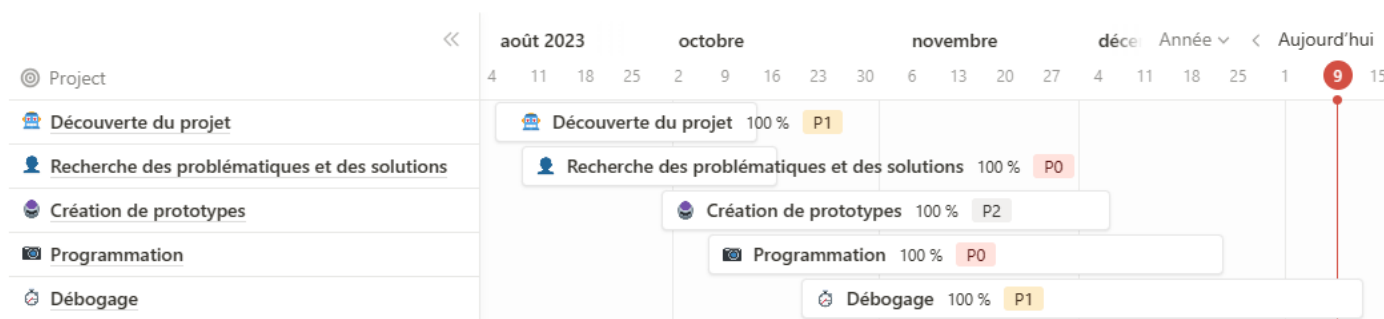 août 2023 octobre novembre déce Année Aujourd'hui
Project 4 11 18 25 2 9 16 23 30 6 13 20 27 4 11 18 25 1 9 15
Découverte du projet Découverte du projet 100 % P1
Recherche des problématiques et des solutions Recherche des problématiques et des solutions 100 % P0
Création de prototypes Création de prototypes 100 % P2
Programmation Programmation 100 % P0
Débogage Débogage 100 % P1